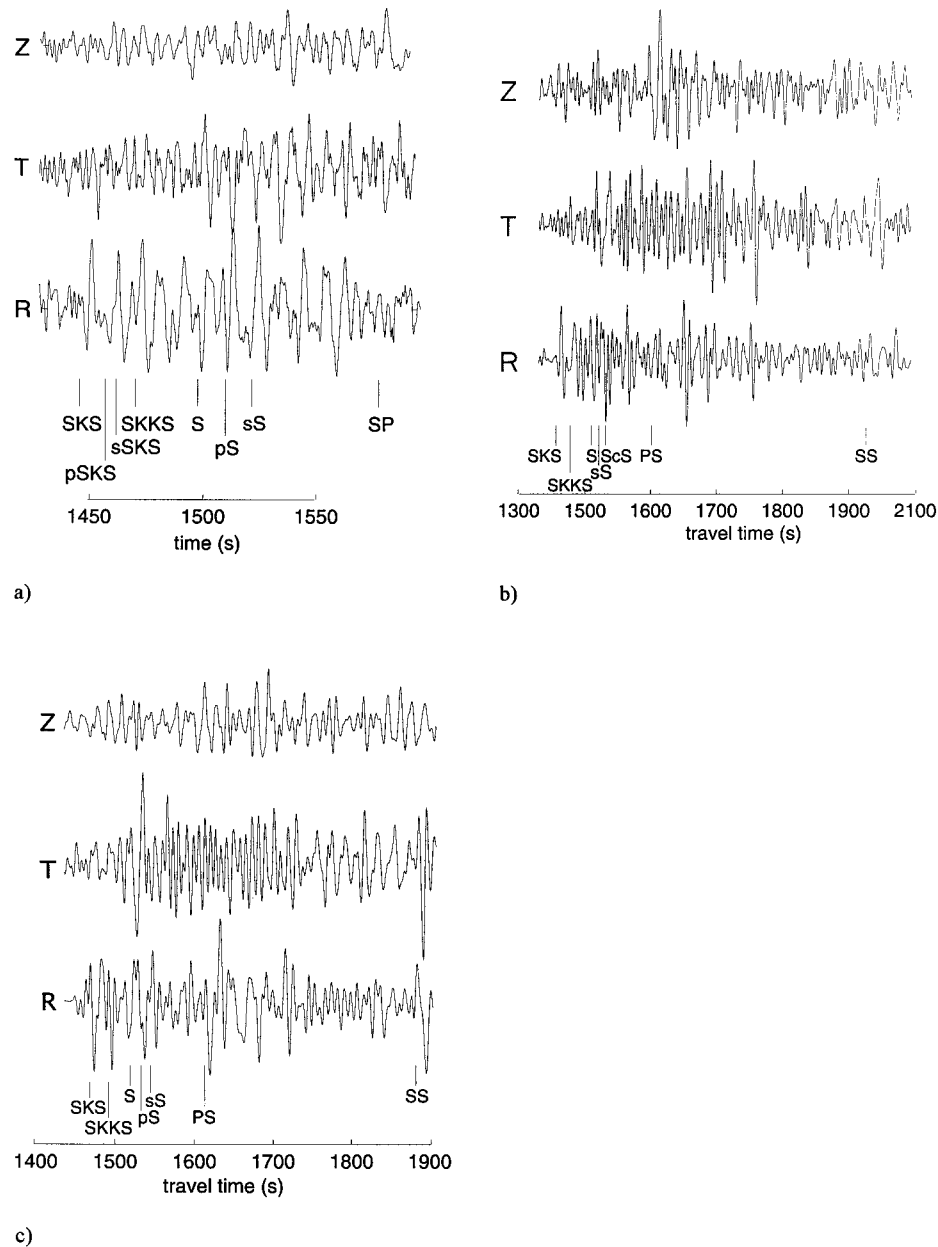 Z
T
R
SKS SKKS S sS SP
sSKS pS
pSKS
1450 1500 1550
time (s)
a)
Z
T
R
SKS S ScS PS SS
sS
SKKS
1300 1400 1500 1600 1700 1800 1900 2100
travel time (s)
b)
Z
T
R
S sS SS
SKS pS PS
SKKS
1400 1500 1600 1700 1800 1900
travel time (s)
c)